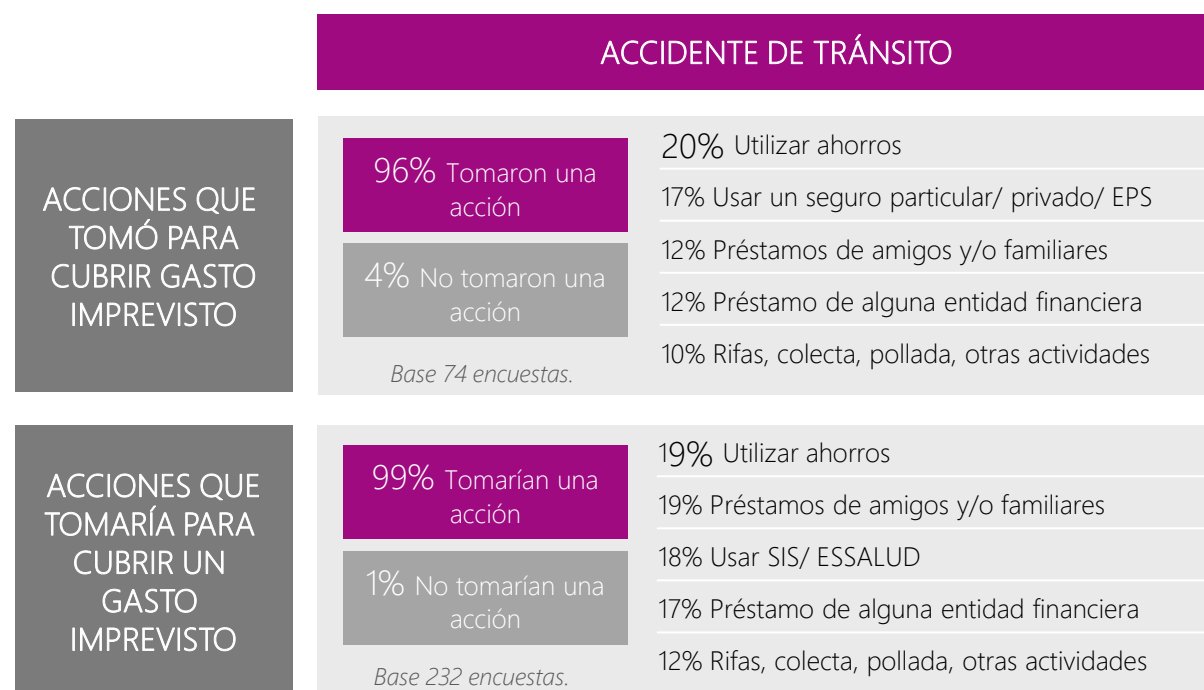 ACCIDENTE DE TRÁNSITO
ACCIONES QUE
TOMÓ PARA
CUBRIR GASTO
IMPREVISTO
96% Tomaron una
acción
4% No tomaron una
acción
Base 74 encuestas.
20% Utilizar ahorros
17% Usar un seguro particular/ privado/ EPS
12% Préstamos de amigos y/o familiares
12% Préstamo de alguna entidad financiera
10% Rifas, colecta, pollada, otras actividades
ACCIONES QUE
TOMARÍA PARA
CUBRIR UN
GASTO
IMPREVISTO
99% Tomarían una
acción
1% No tomarían una
acción
Base 232 encuestas.
19% Utilizar ahorros
19% Préstamos de amigos y/o familiares
18% Usar SIS/ ESSALUD
17% Préstamo de alguna entidad financiera
12% Rifas, colecta, pollada, otras actividades